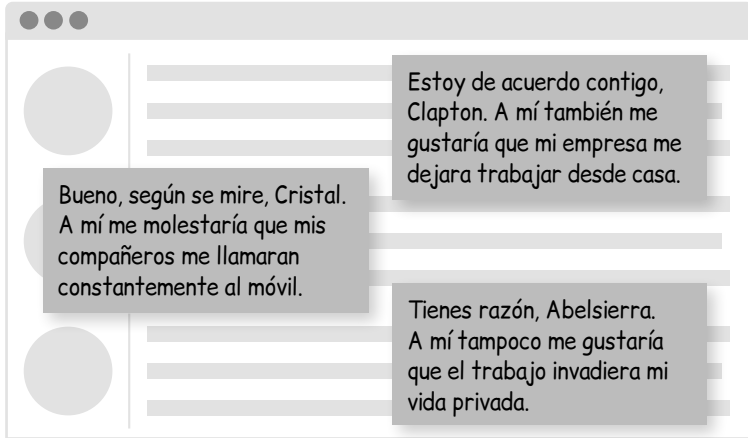 Estoy de acuerdo contigo,
Clapton. A mí también me
gustaría que mi empresa me
dejara trabajar desde casa.
Bueno, según se mire, Cristal.
A mí me molestaría que mis
compañeros me llamaran
constantemente al móvil.
Tienes razón, Abelsierra.
A mí tampoco me gustaría
que el trabajo invadiera mi
vida privada.